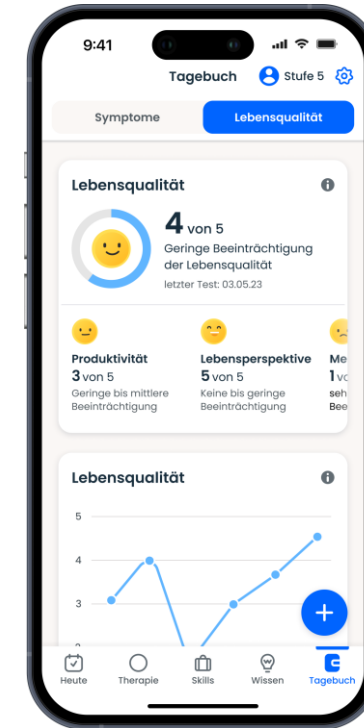 9:41
Tagebuch
Stufe 5
Symptome
Lebensqualität
Lebensqualität
4 von 5
Geringe Beeinträchtigung
der Lebensqualität
letzter Test: 03.05.23
Produktivität
3 von 5
Geringe bis mittlere
Beeinträchtigung
Lebensperspektive
5 von 5
Keine bis geringe
Beeinträchtigung
Lebensqualität
5
4
3
Heute
Therapie
Skills
Wissen
Tagebuch